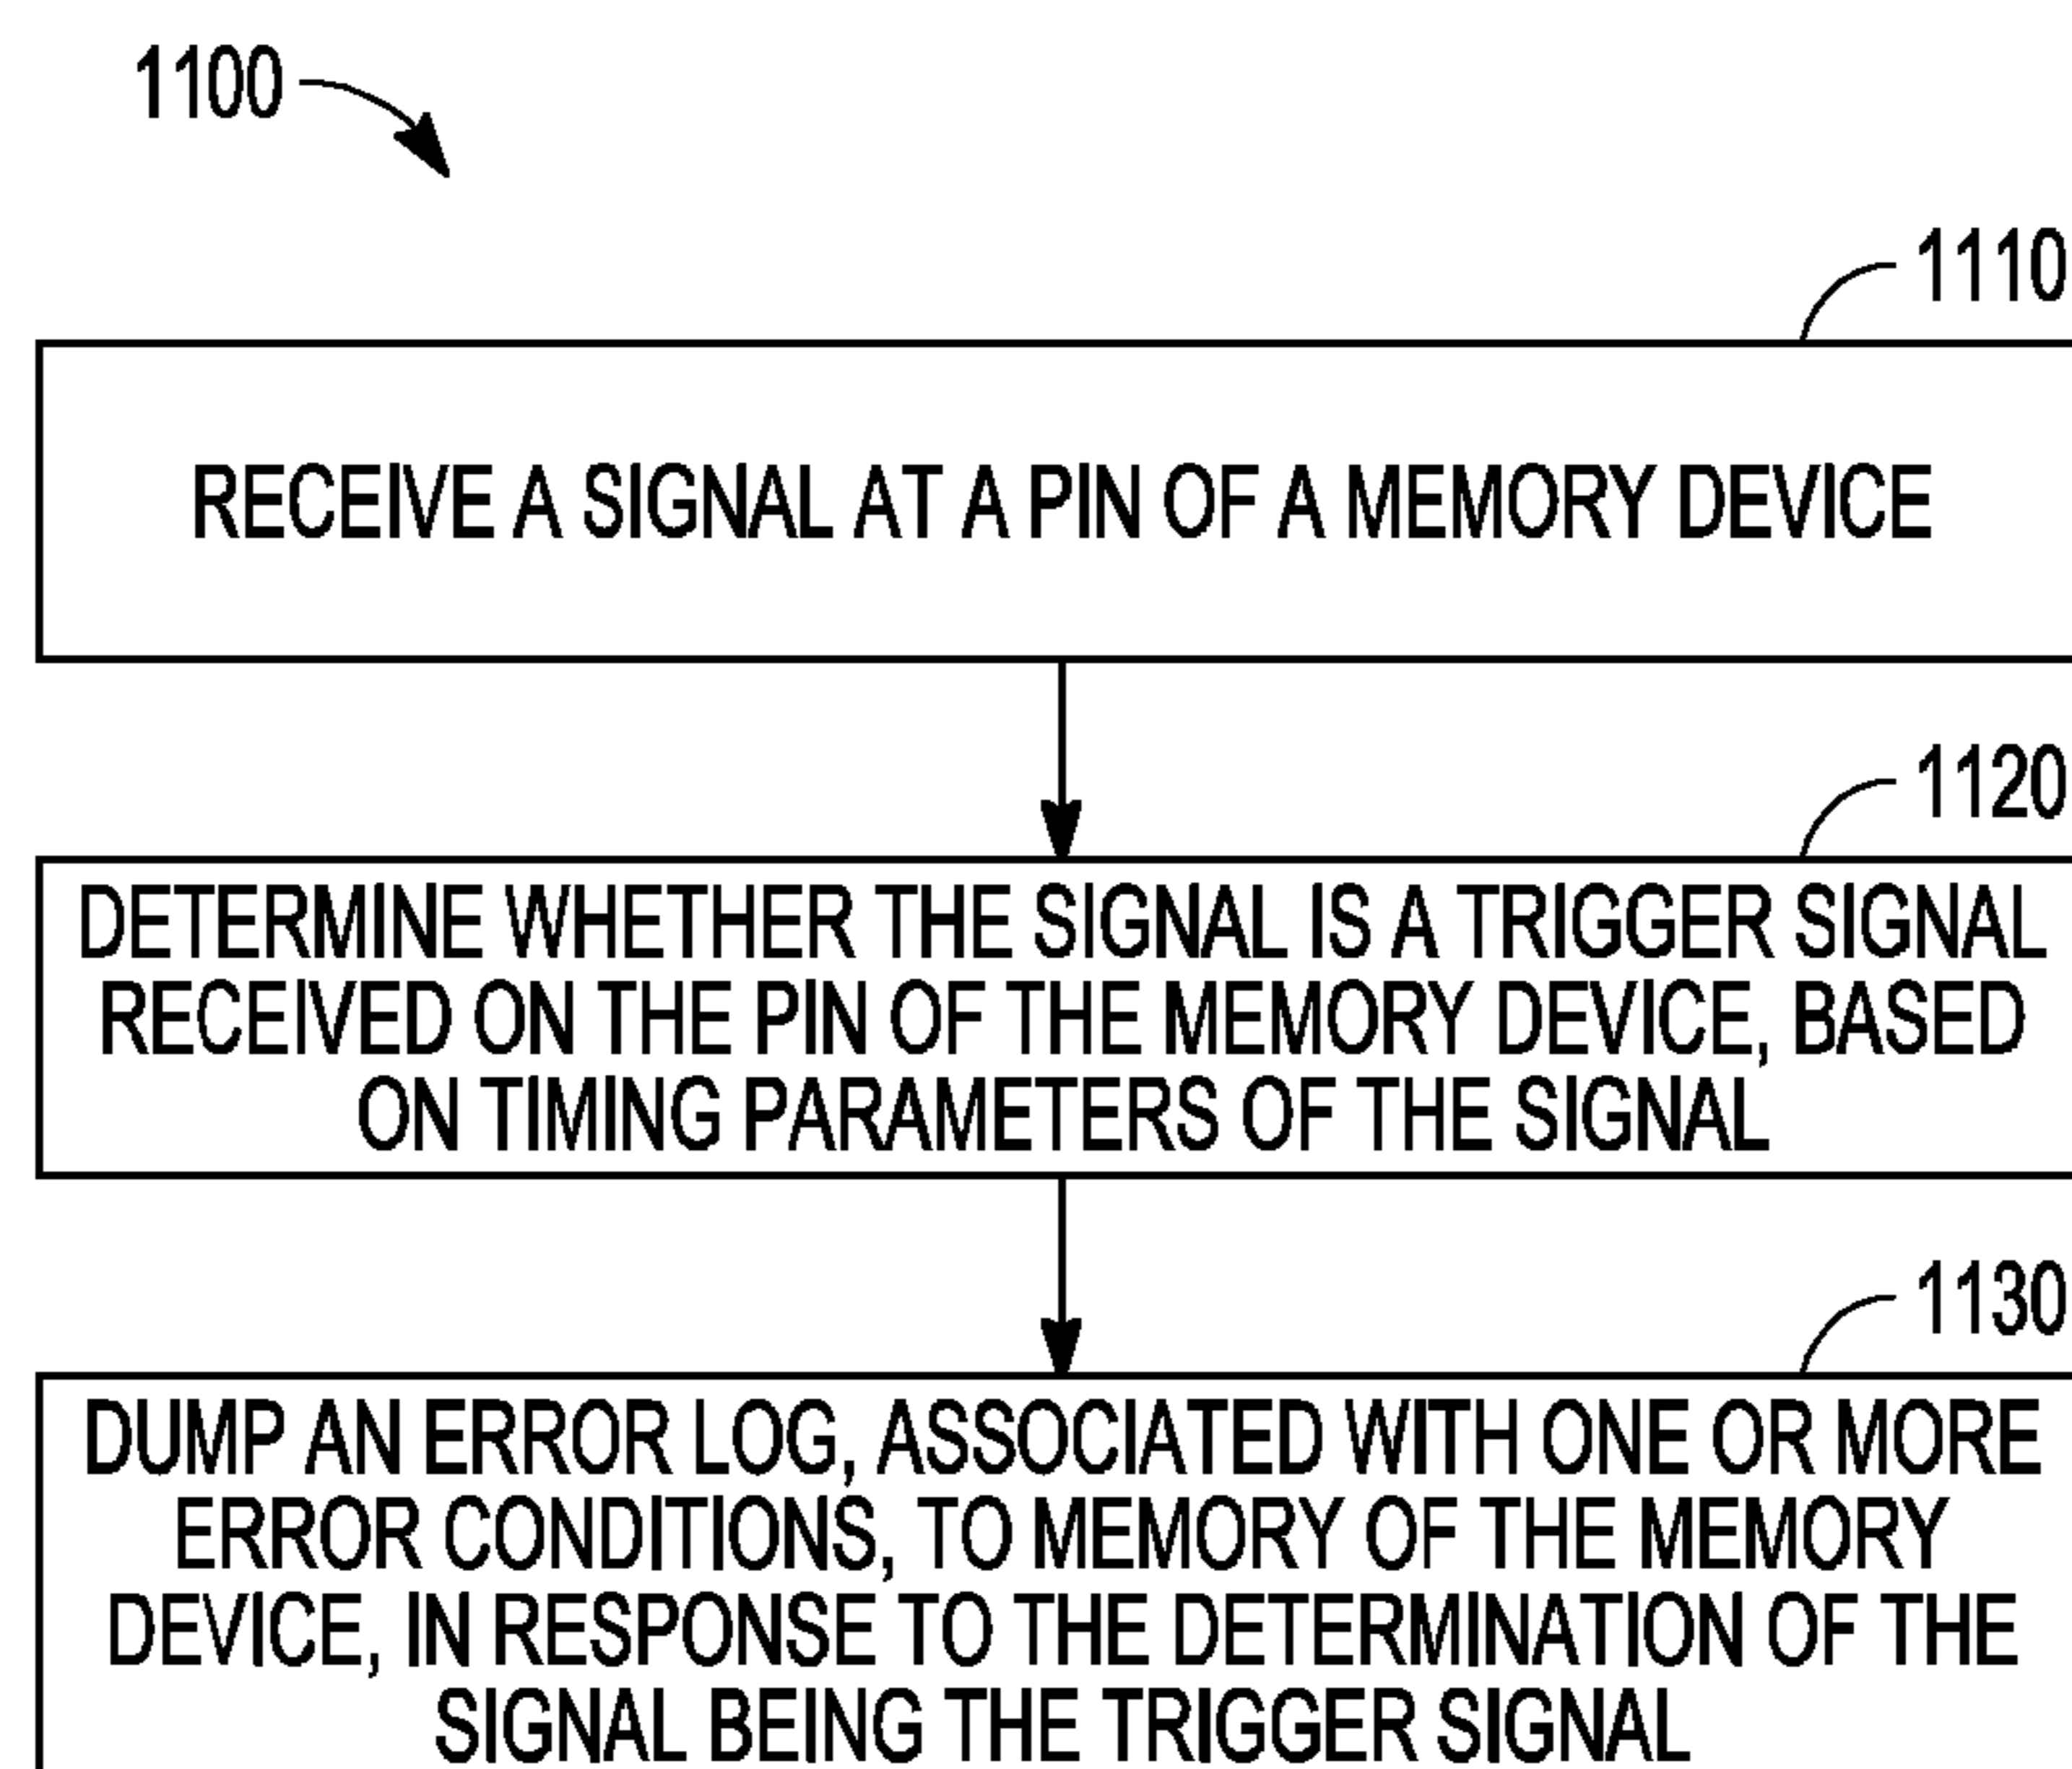 1100
1110
RECEIVE A SIGNAL AT A PIN OF A MEMORY DEVICE
1120
DETERMINE WHETHER THE SIGNAL IS A TRIGGER SIGNAL
RECEIVED ON THE PIN OF THE MEMORY DEVICE, BASED
ON TIMING PARAMETERS OF THE SIGNAL
1130
DUMP AN ERROR LOG, ASSOCIATED WITH ONE OR MORE
ERROR CONDITIONS, TO MEMORY OF THE MEMORY
DEVICE, IN RESPONSE TO THE DETERMINATION OF THE
SIGNAL BEING THE TRIGGER SIGNAL